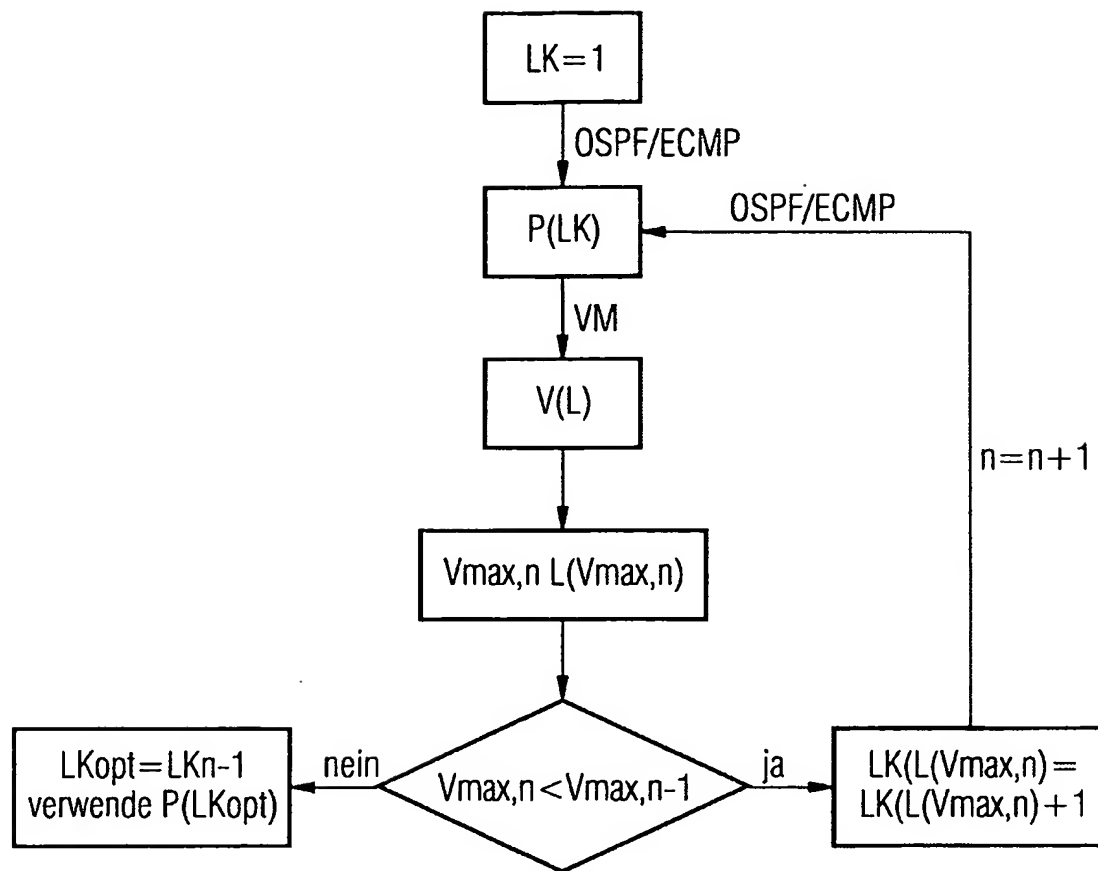 LK=1
OSPF/ECMP
P(LK)
OSPF/ECMP
VM
V(L)
n=n+1
Vmax,n L(Vmax,n)
Vmax,n<Vmax,n-1
nein
ja
LKopt=LKn-1
verwende P(LKopt)
LK(L(Vmax,n)=
LK(L(Vmax,n)+1